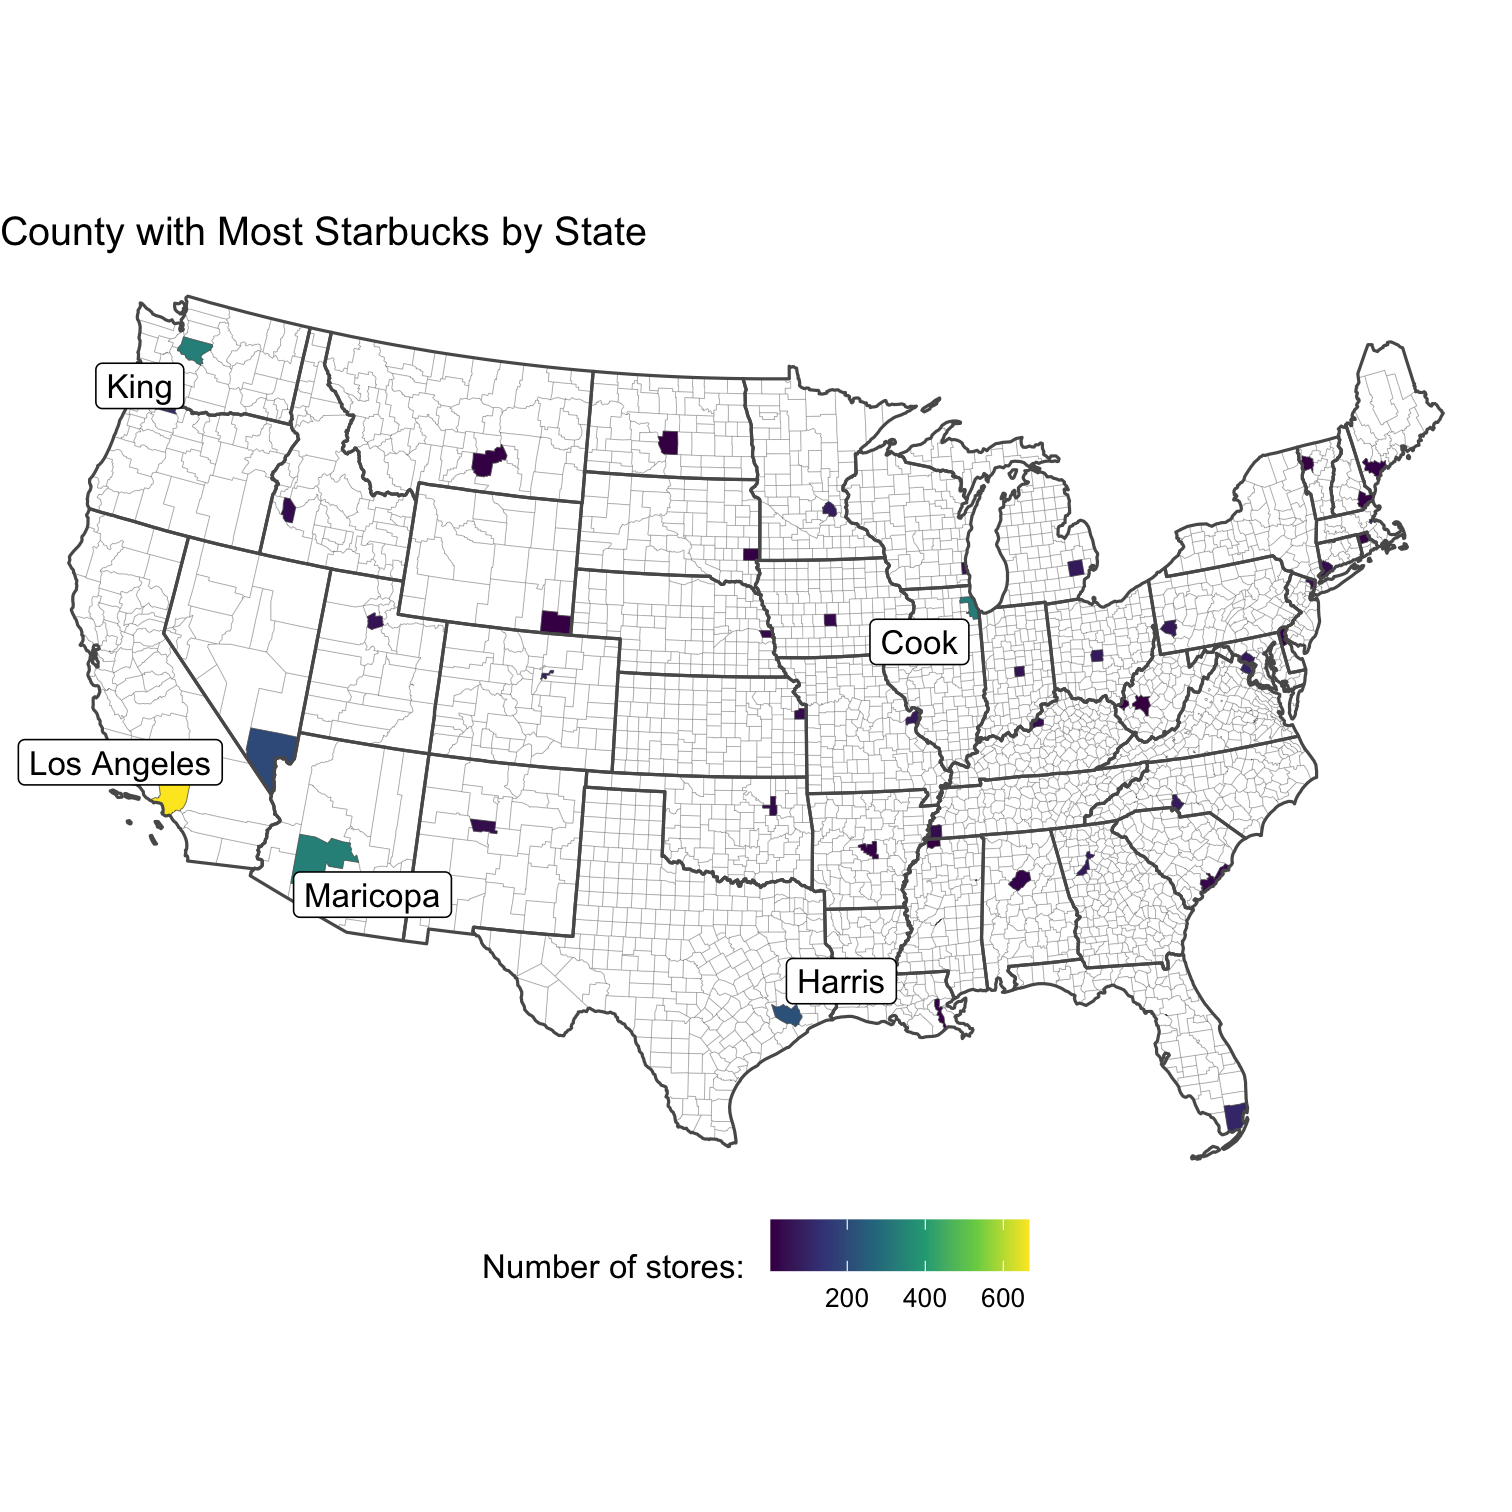 County with Most Starbucks by State
King
Cook
Los Angeles
Maricopa
Harris
Number of stores:
200 400 600